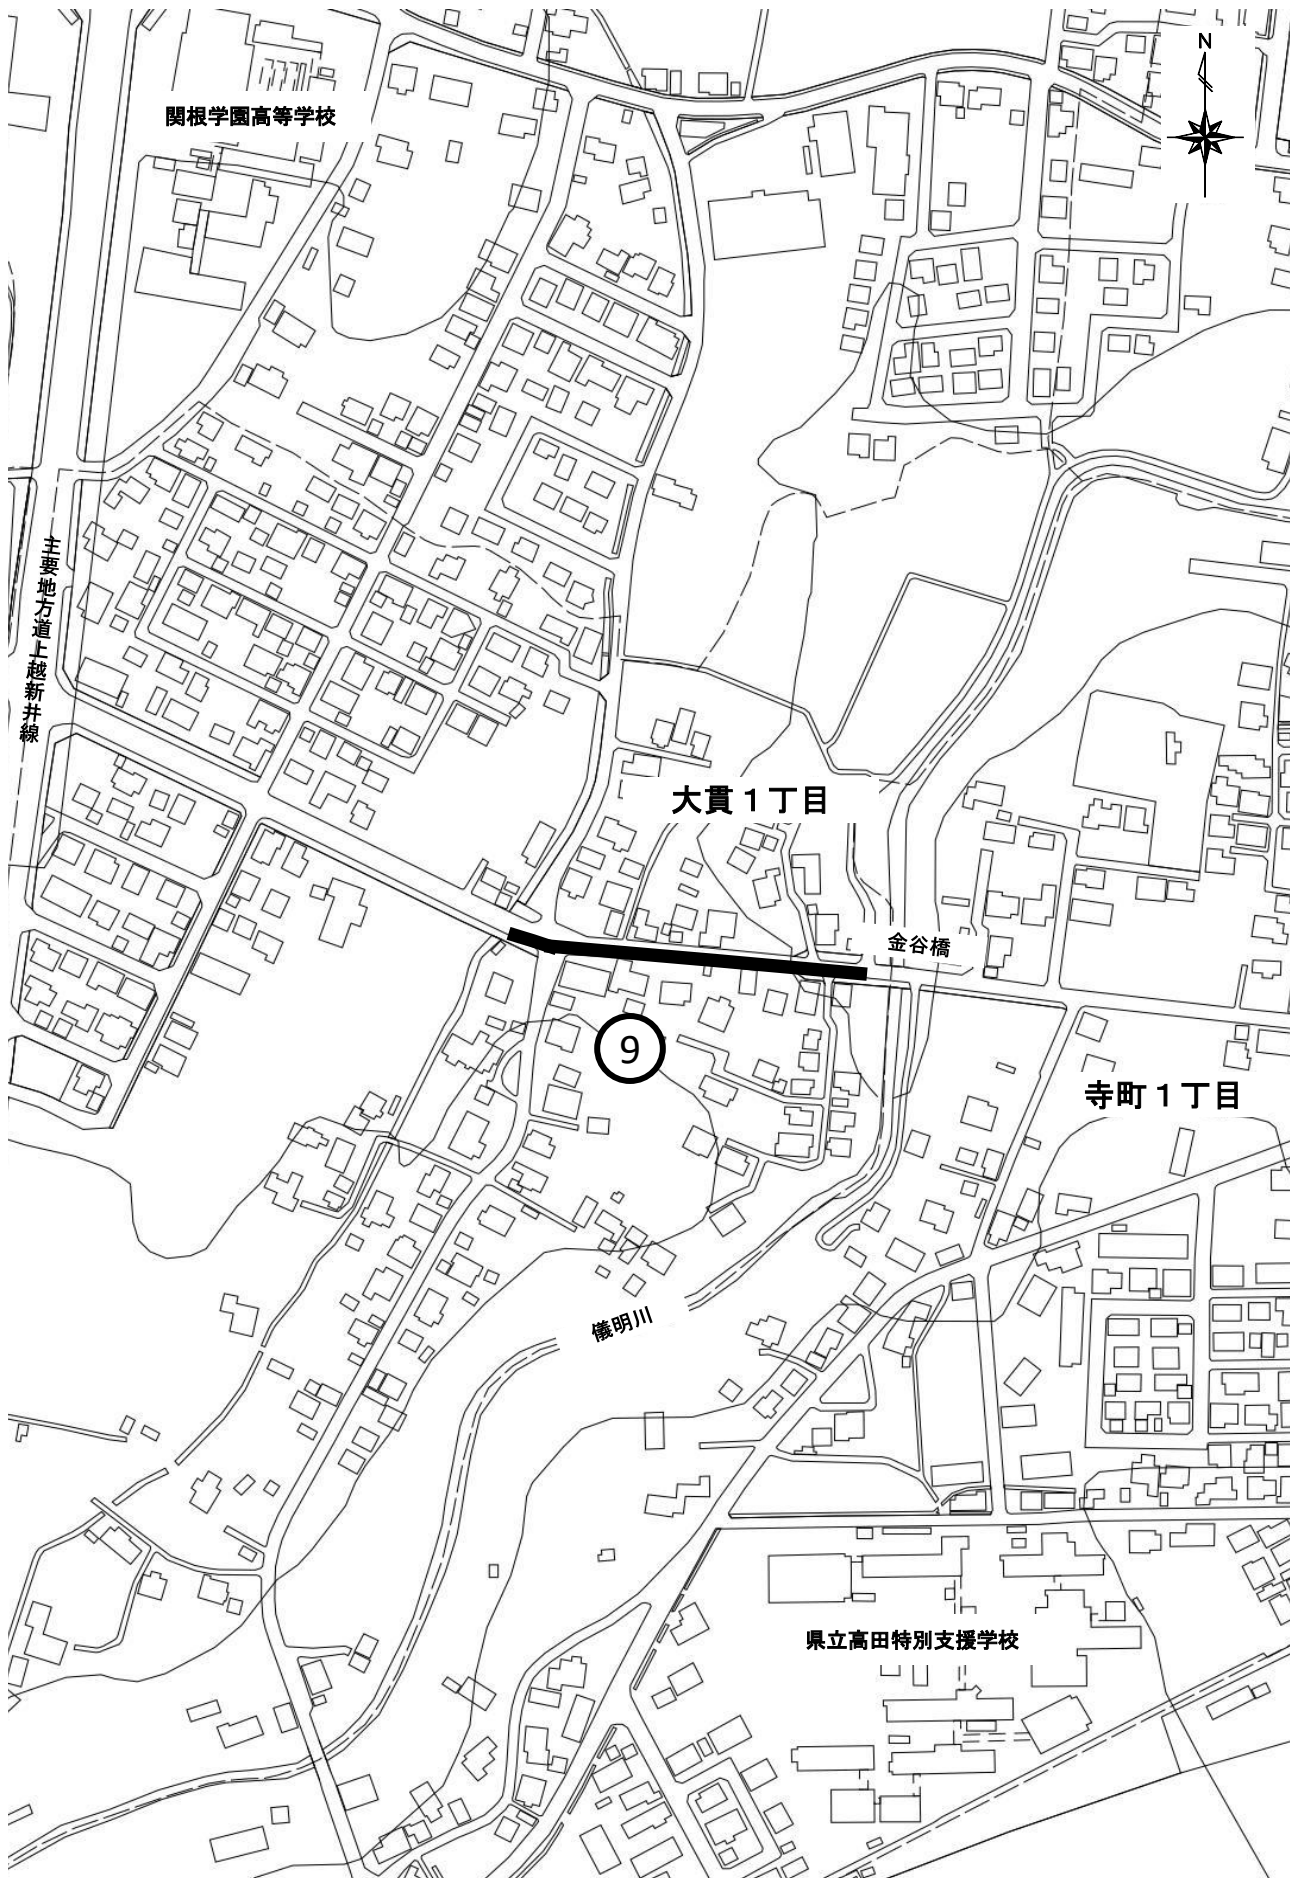 N
関根学園高等学校
主要地方道上越新井線
大貫1丁目
金谷橋
9
寺町1丁目
儀明川
県立高田特別支援学校